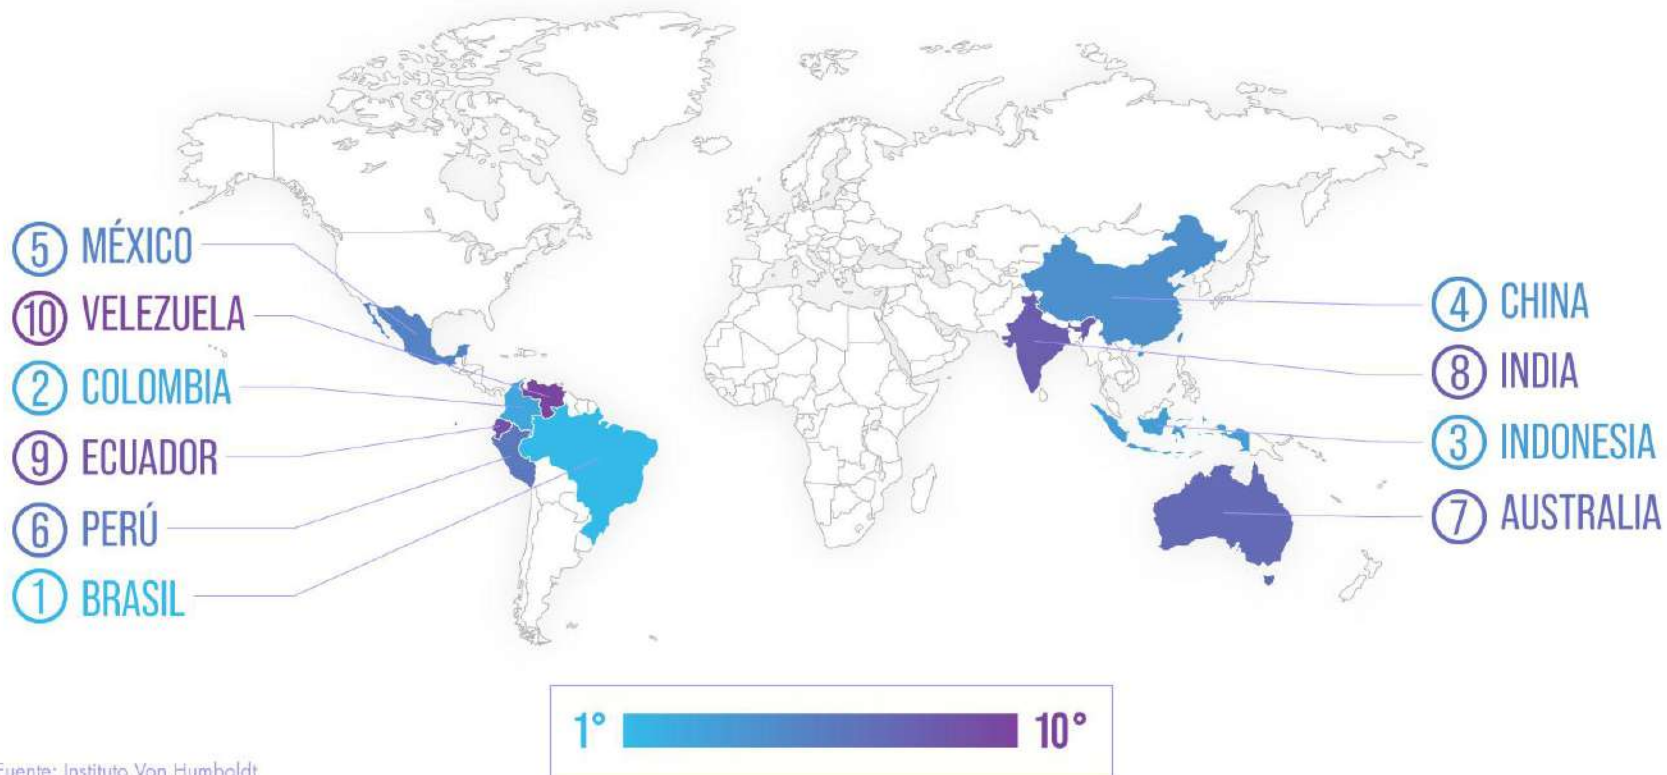 5 MÉXICO
10 VELEZUELA
2 COLOMBIA
9 ECUADOR
6 PERÚ
1 BRASIL
4 CHINA
8 INDIA
3 INDONESIA
7 AUSTRALIA
1° 10°
Fuente: Instituto Von Humboldt